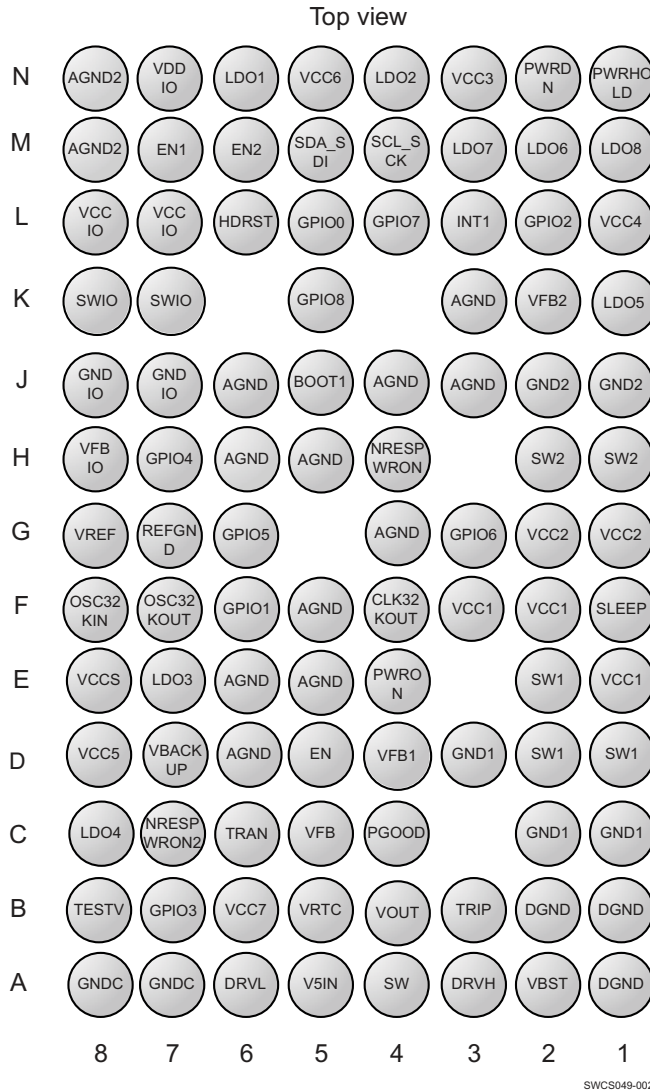 Top view
N AGND2 VDD IO LDO1 VCC6 LDO2 VCC3 PWRD N PWRHO LD
M AGND2 EN1 EN2 SDA_S DI SCL_S CK LDO7 LDO6 LDO8
L VCC IO VCC IO HDRST GPIO0 GPIO7 INT1 GPIO2 VCC4
K SWIO SWIO GPIO8 AGND VFB2 LDO5
J GND IO GND IO AGND BOOT1 AGND AGND GND2 GND2
H VFB IO GPIO4 AGND AGND NRESP WRON SW2 SW2
G VREF REFGN D GPIO5 AGND GPIO6 VCC2 VCC2
F OSC32 KIN OSC32 KOUT GPIO1 AGND CLK32 KOUT VCC1 VCC1 SLEEP
E VCCS LDO3 AGND AGND PWRO N SW1 VCC1
D VCC5 VBACK UP AGND EN VFB1 GND1 SW1 SW1
C LDO4 NRESP WRON2 TRAN VFB PGOOD GND1 GND1
B TESTV GPIO3 VCC7 VRTC VOUT TRIP DGND DGND
A GNDC GNDC DRVL V5IN SW DRVH VBST DGND
8 7 6 5 4 3 2 1
SWCS049-002